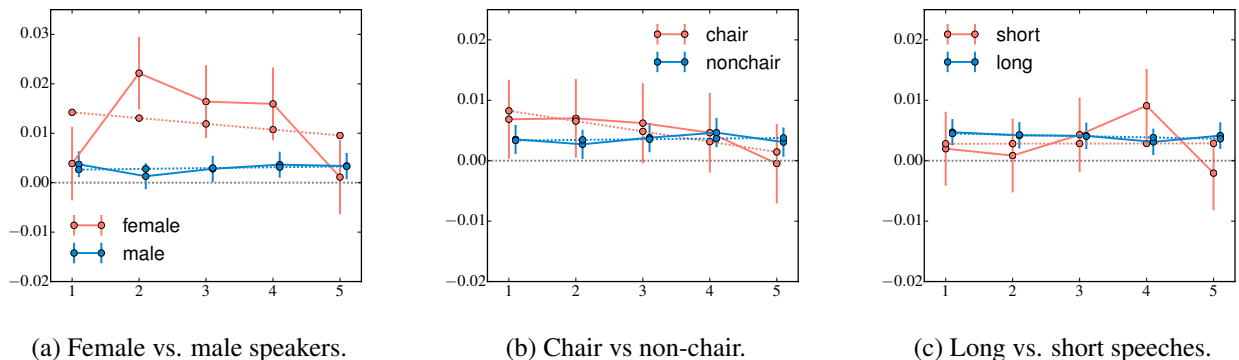 0.03
0.02
0.01
0.00
−0.01
−0.02
1 2 3 4 5
female
male
(a) Female vs. male speakers.
0.02
0.01
0.00
−0.01
−0.02
1 2 3 4 5
chair
nonchair
(b) Chair vs non-chair.
0.02
0.01
0.00
−0.01
−0.02
1 2 3 4 5
short
long
(c) Long vs. short speeches.